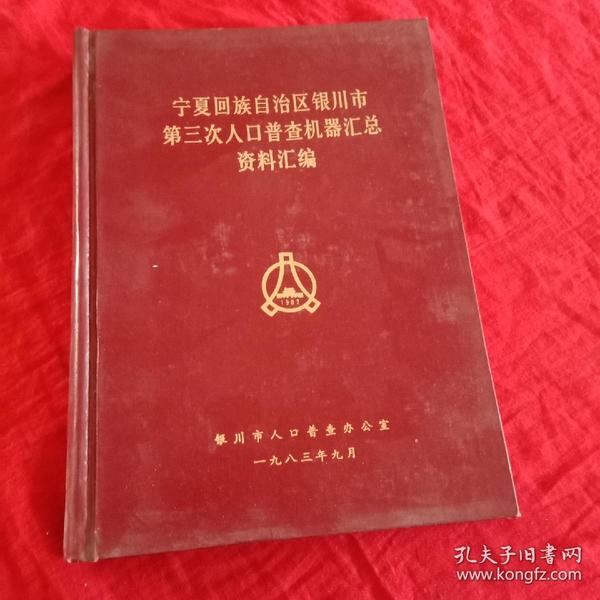 宁夏回族自治区银川市
第三次人口普查机器汇总
资料汇编
1982
银川市人口普查办公室
一九八三年九月
孔夫子旧书网
www.kongfz.com